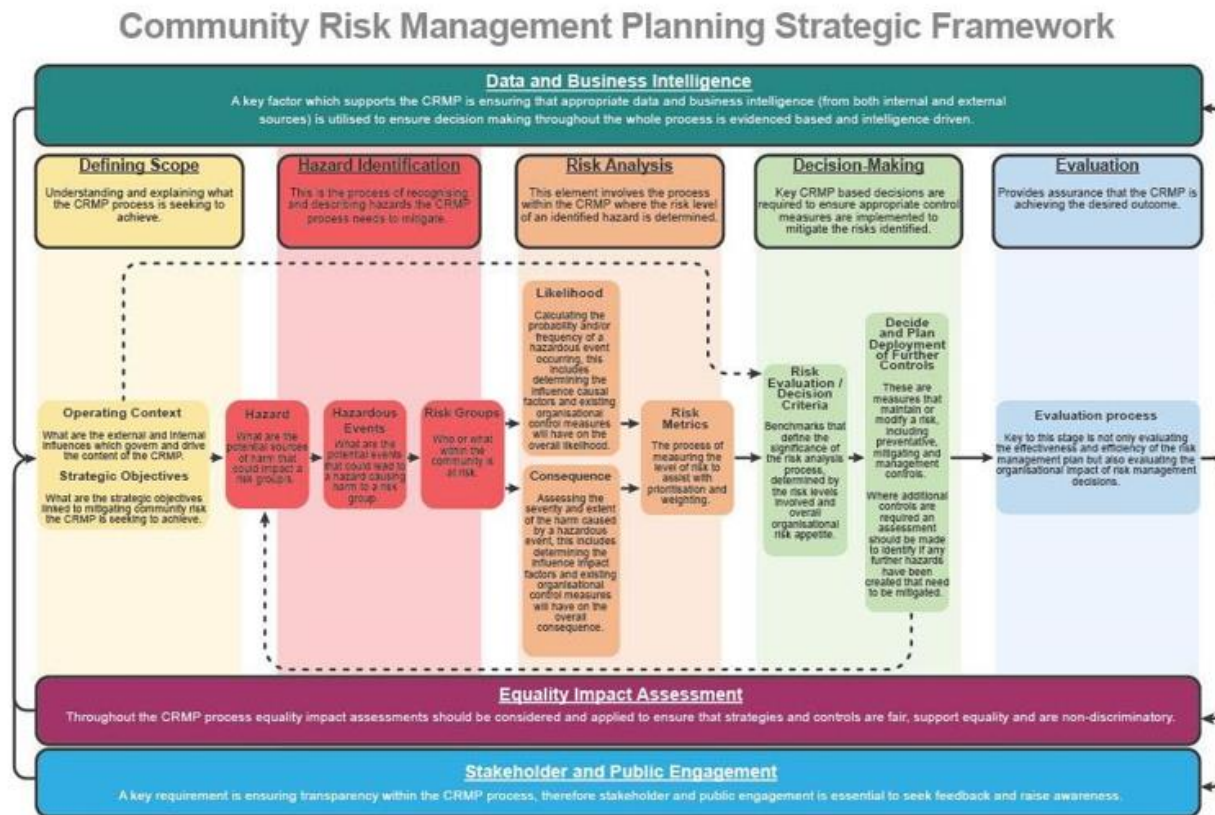 Community Risk Management Planning Strategic Framework
Data and Business Intelligence
A key factor which supports the CRMP is ensuring that appropriate data and business intelligence (from both internal and external
sources) is utilised to ensure decision making throughout the whole process is evidenced based and intelligence driven.
Defining Scope
Understanding and explaining what
the CRMP process is seeking to
achieve.
Hazard Identification
This is the process of recognising
and describing hazards the CRMP
process needs to mitigate.
Risk Analysis
This element involves the process
within the CRMP where the risk level
of an identified hazard is determined.
Decision-Making
Key CRMP based decisions are
required to ensure appropriate control
measures are implemented to
mitigate the risks identified.
Evaluation
Provides assurance that the CRMP is
achieving the desired outcome.
Operating Context
What are the external and internal
influences which govern and drive
the content of the CRMP.
Strategic Objectives
What are the strategic objectives
linked to mitigating community risk
the CRMP is seeking to achieve.
Hazard
What are the
potential sources
of harm that
could impact a
risk group/s.
Hazardous
Events
What are the
potential events
that could lead to
a hazard causing
harm to a risk
group.
Risk Groups
Who or what
within the
community is
at risk.
Likelihood
Calculating the
probability and/or
frequency of a
hazardous event
occurring, this
includes
determining the
influence causal
factors and existing
organisational
control measures
will have on the
overall likelihood.
Consequence
Assessing the
severity and extent
of the harm caused
by a hazardous
event, this includes
determining the
influence impact
factors and existing
organisational
control measures
will have on the
overall
consequence.
Risk
Metrics
The process of
measuring the
level of risk to
assist with
prioritisation and
weighting.
Risk
Evaluation /
Decision
Criteria
Benchmarks that
define the
significance of
the risk analysis
process,
determined by
the risk levels
involved and
overall
organisational
risk appetite.
Decide
and Plan
Deployment
of Further
Controls
These are
measures that
maintain or
modify a risk,
including
preventative,
mitigating and
management
controls.
Where additional
controls are
required an
assessment
should be made
to identify if any
further hazards
have been
created that need
to be mitigated.
Evaluation process
Key to this stage is not only evaluating
the effectiveness and efficiency of the risk
management plan but also evaluating the
organisational impact of risk management
decisions.
Equality Impact Assessment
Throughout the CRMP process equality impact assessments should be considered and applied to ensure that strategies and controls are fair, support equality and are non-discriminatory.
Stakeholder and Public Engagement
A key requirement is ensuring transparency within the CRMP process, therefore stakeholder and public engagement is essential to seek feedback and raise awareness.